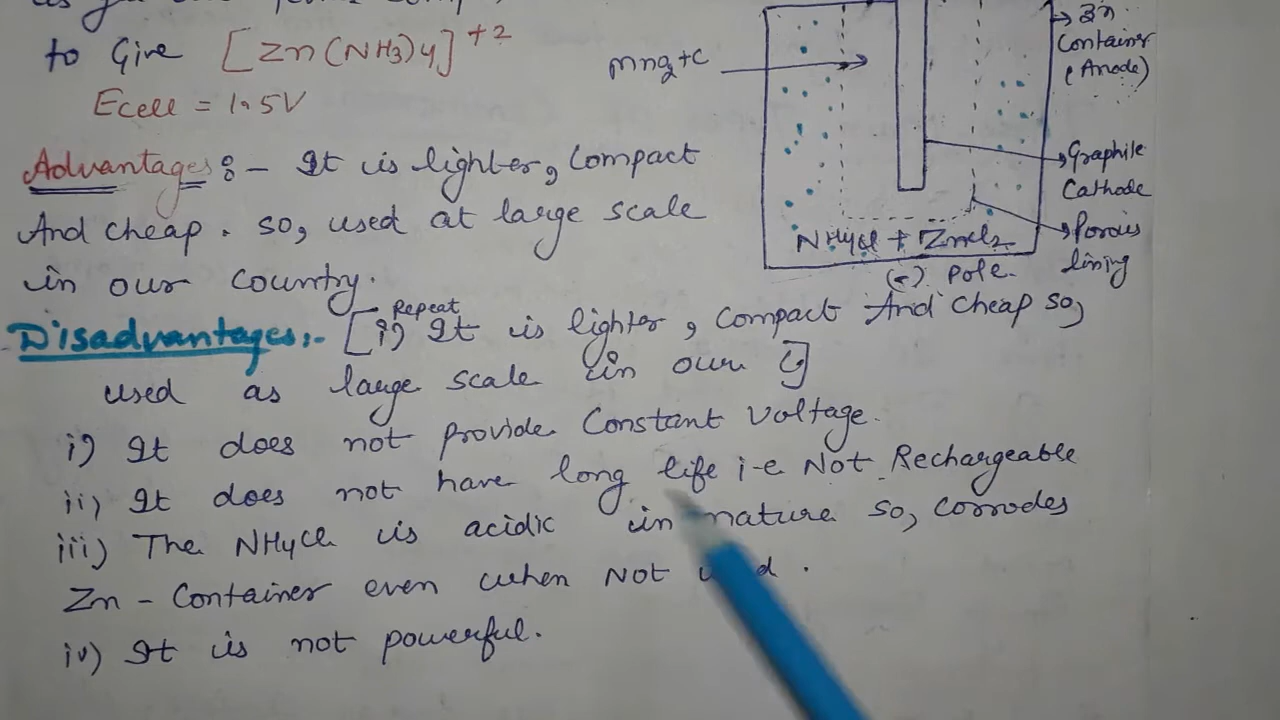 to Give [Zn(NH3)4]+2
Ecell = 1.5V
Advantages :- It is lighter, Compact
And cheap. so, used at large scale
in our country.
Repeat
Disadvantages:- [i) It is lighter, compact And cheap so,
used as large scale in our
i) It does not provide Constant Voltage.
ii) It does not have long life i-e Not Rechargeable
iii) The NH4Cl is acidic in nature so, corrodes
Zn - Container even when Not
iv) It is not powerful.
mno2+C
Zn
Container
(Anode)
Graphile
Cathode
Porous
lining
NH4Cl + ZnCl2
(-) Pole.